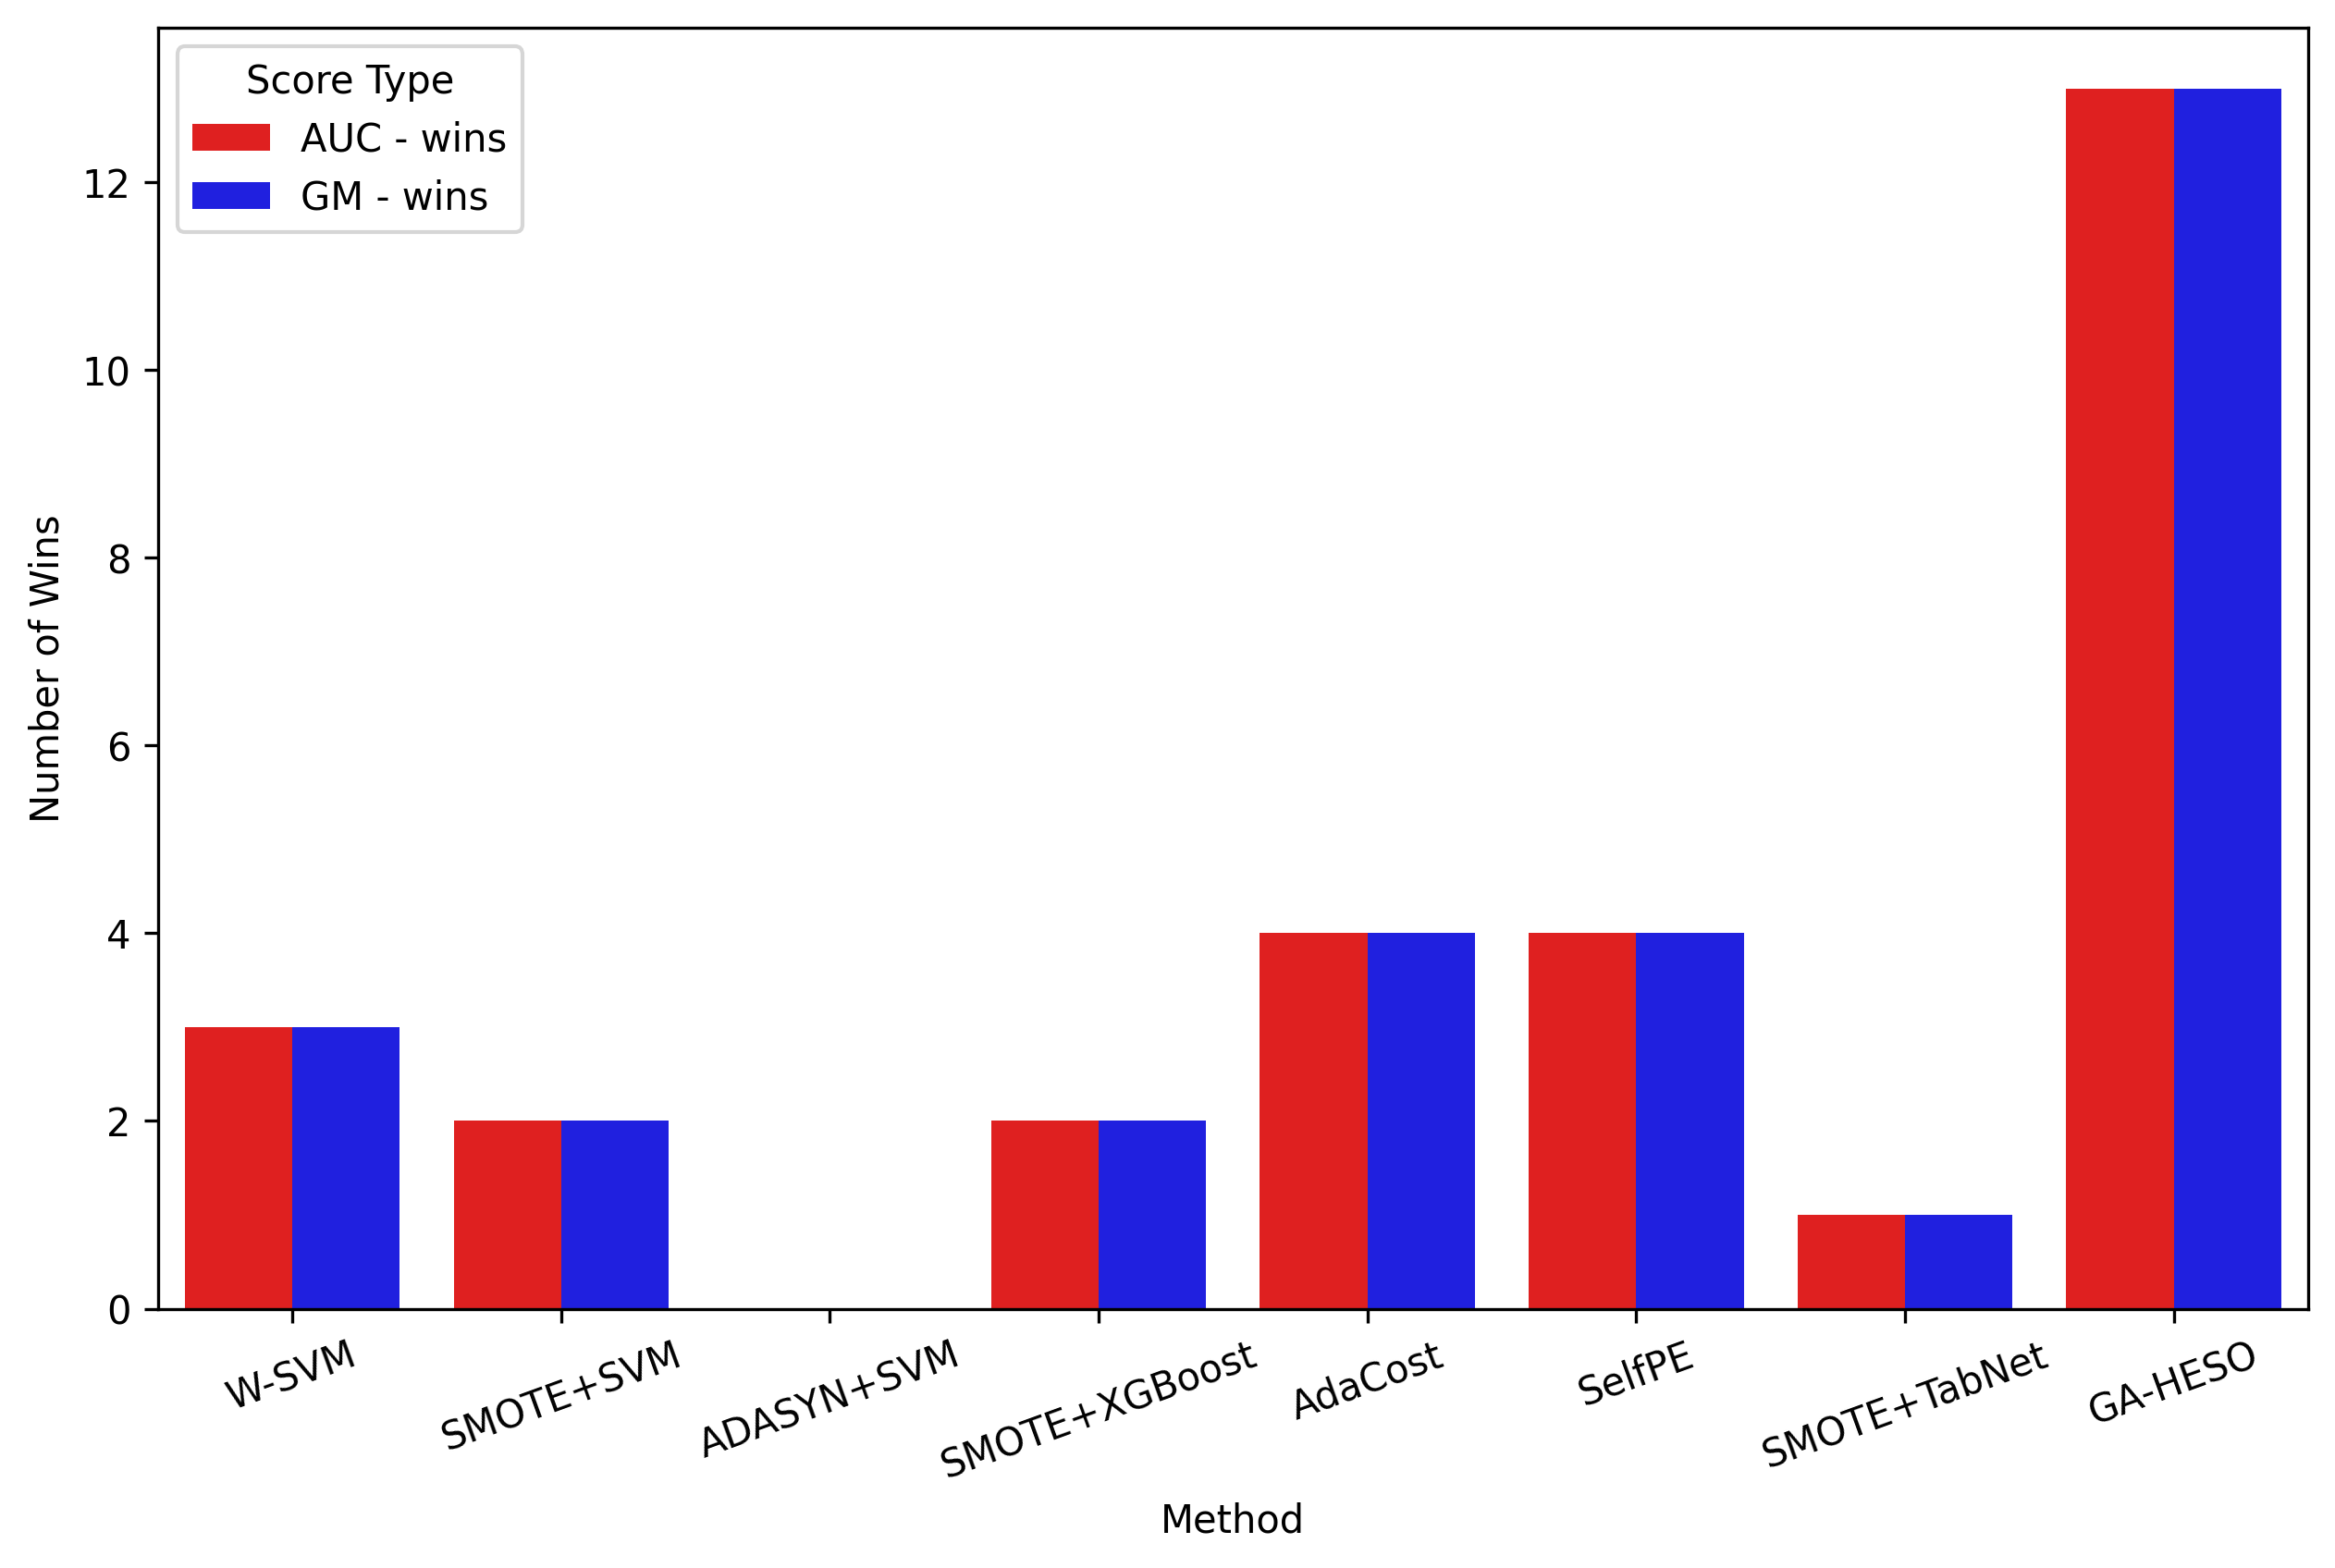 Score Type
AUC - wins
GM - wins
Number of Wins
12
10
8
6
4
2
0
W-SVM
SMOTE+SVM
ADASYN+SVM
SMOTE+XGBoost
AdaCost
SelfPE
SMOTE+TabNet
GA-HESO
Method